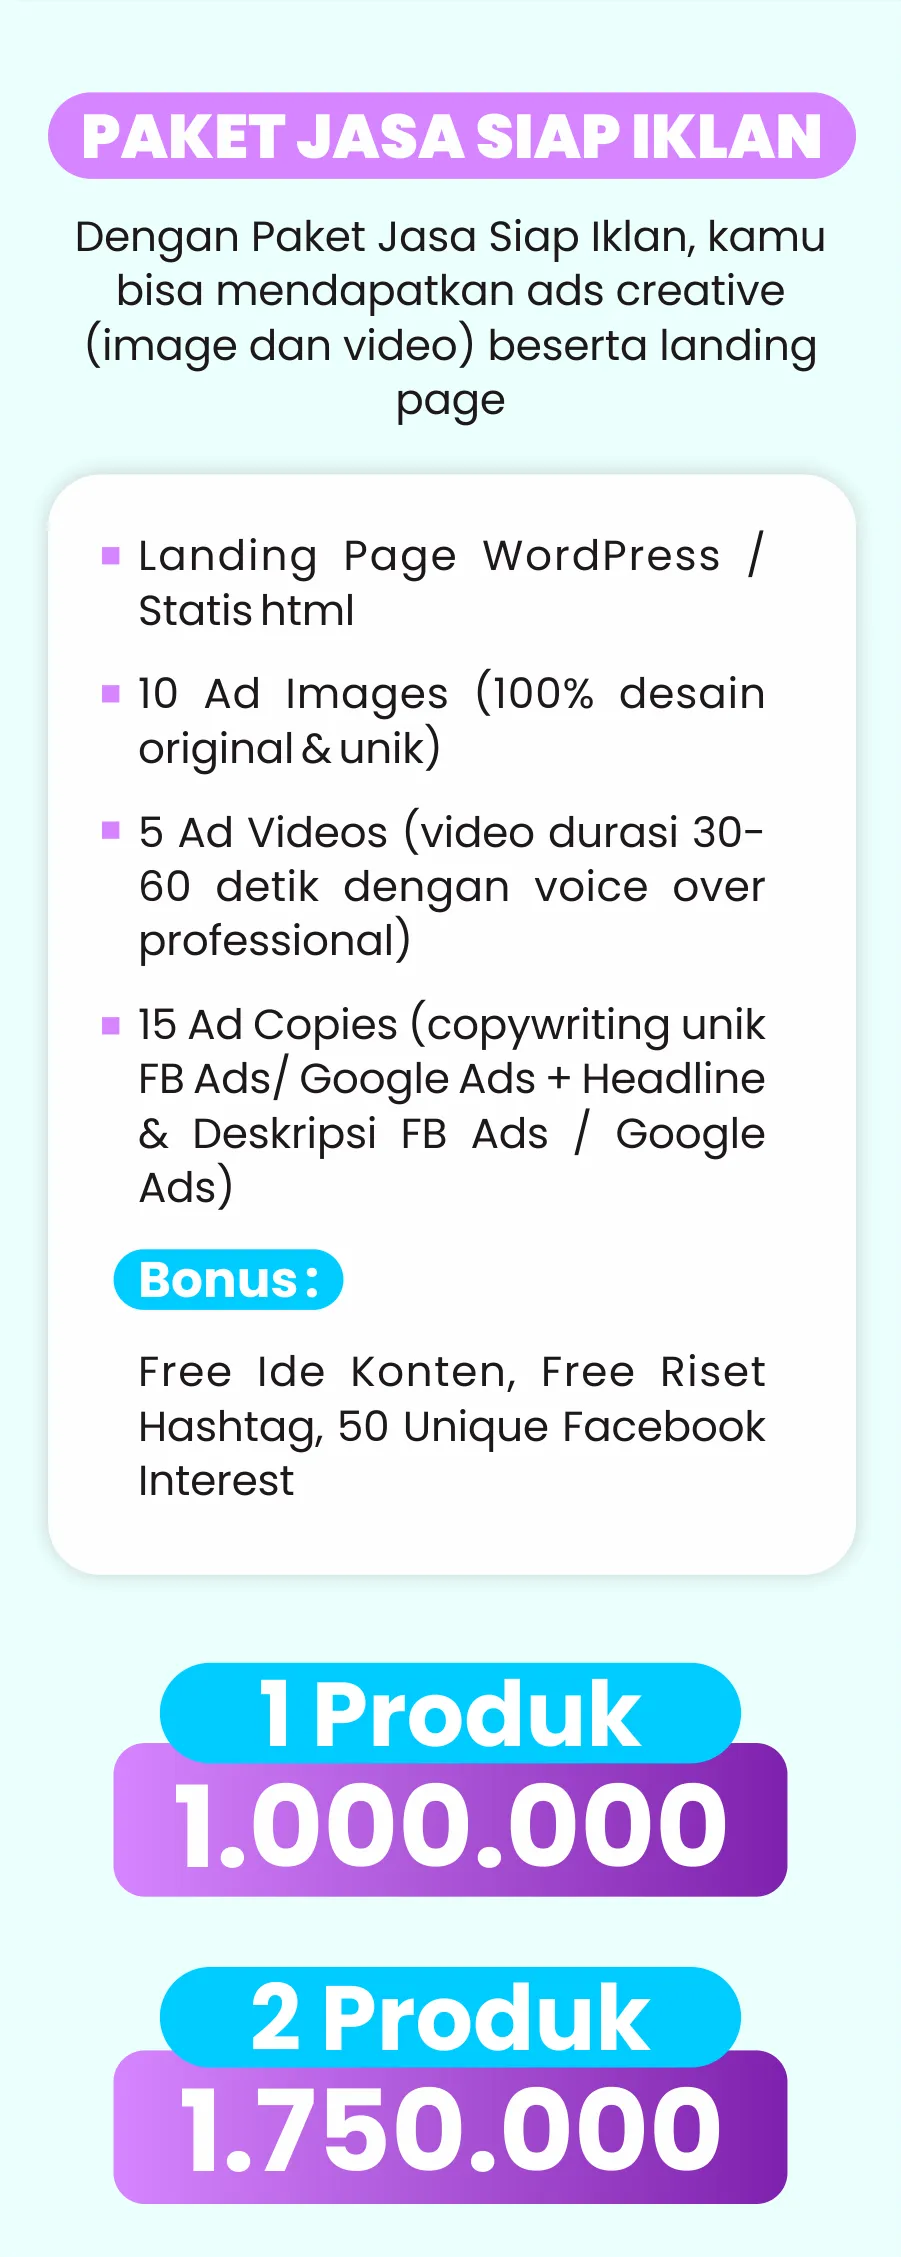 PAKET JASA SIAP IKLAN
Dengan Paket Jasa Siap Iklan, kamu
bisa mendapatkan ads creative
(image dan video) beserta landing
page
Landing Page WordPress /
Statis html
10 Ad Images (100% desain
original & unik)
5 Ad Videos (video durasi 30-
60 detik dengan voice over
professional)
15 Ad Copies (copywriting unik
FB Ads/ Google Ads + Headline
& Deskripsi FB Ads / Google
Ads)
Bonus :
Free Ide Konten, Free Riset
Hashtag, 50 Unique Facebook
Interest
1 Produk
1.000.000
2 Produk
1.750.000